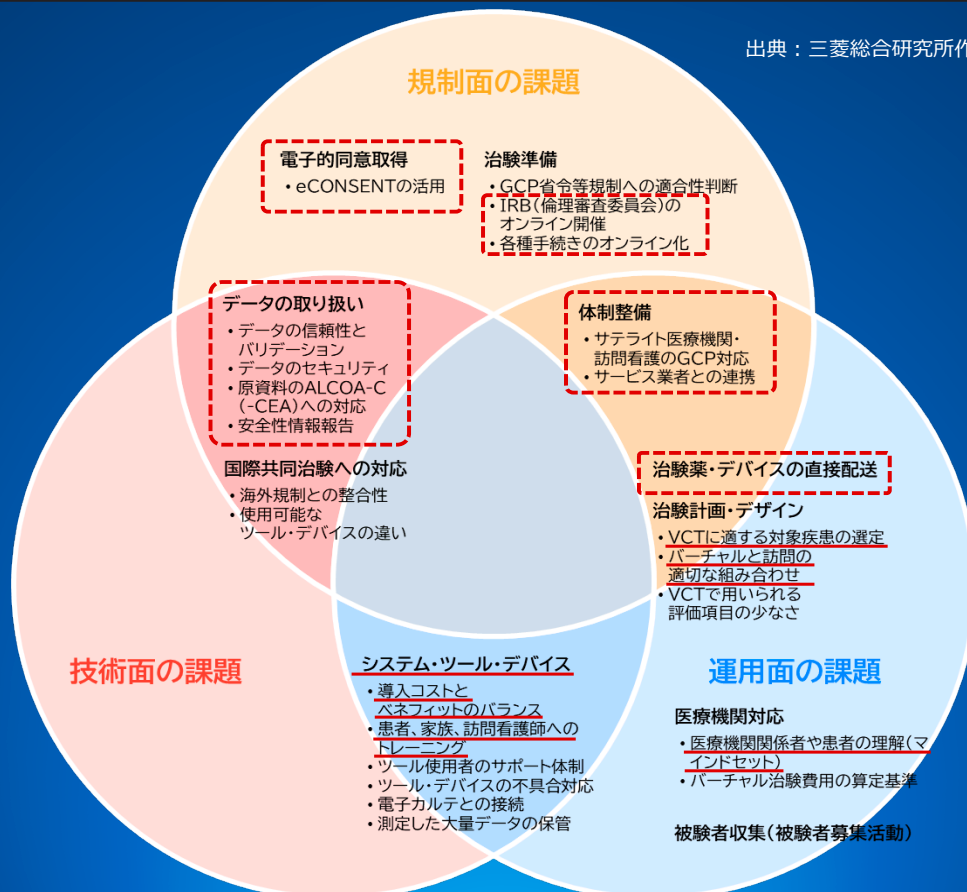 出典：三菱総合研究所作
規制面の課題
電子的同意取得
・eCONSENTの活用
治験準備
・GCP省令等規制への適合性判断
・IRB（倫理審査委員会）の
オンライン開催
・各種手続きのオンライン化
データの取り扱い
・データの信頼性と
バリデーション
・データのセキュリティ
・原資料のALCOA-C
（-CEA）への対応
・安全性情報報告
体制整備
・サテライト医療機関・
訪問看護のGCP対応
・サービス業者との連携
国際共同治験への対応
・海外規制との整合性
・使用可能な
ツール・デバイスの違い
治験薬・デバイスの直接配送
治験計画・デザイン
・VCTに適する対象疾患の選定
・バーチャルと訪問の
適切な組み合わせ
・VCTで用いられる
評価項目の少なさ
技術面の課題
システム・ツール・デバイス
・導入コストと
ベネフィットのバランス
・患者、家族、訪問看護師への
トレーニング
・ツール使用者のサポート体制
・ツール・デバイスの不具合対応
・電子カルテとの接続
・測定した大量データの保管
運用面の課題
医療機関対応
・医療機関関係者や患者の理解（マ
インドセット）
・バーチャル治験費用の算定基準
被験者収集（被験者募集活動）